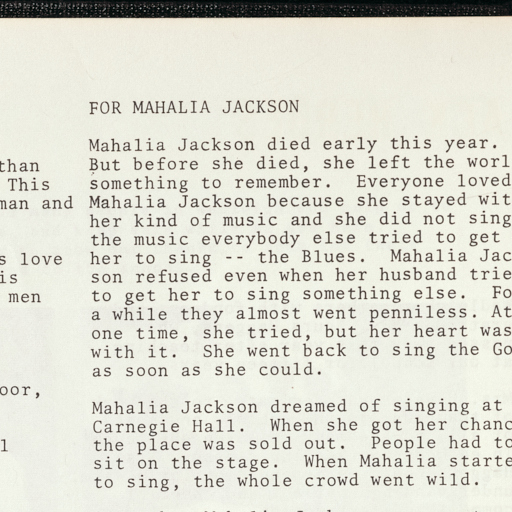 than
This
man and
s love
is
men
oor,
l
FOR MAHALIA JACKSON
Mahalia Jackson died early this year.
But before she died, she left the worl
something to remember.  Everyone loved
Mahalia Jackson because she stayed wit
her kind of music and she did not sing
the music everybody else tried to get
her to sing -- the Blues.  Mahalia Jac
son refused even when her husband trie
to get her to sing something else.  Fo
a while they almost went penniless. At
one time, she tried, but her heart was
with it.  She went back to sing the Go
as soon as she could.
Mahalia Jackson dreamed of singing at
Carnegie Hall.  When she got her chanc
the place was sold out.  People had to
sit on the stage.  When Mahalia starte
to sing, the whole crowd went wild.